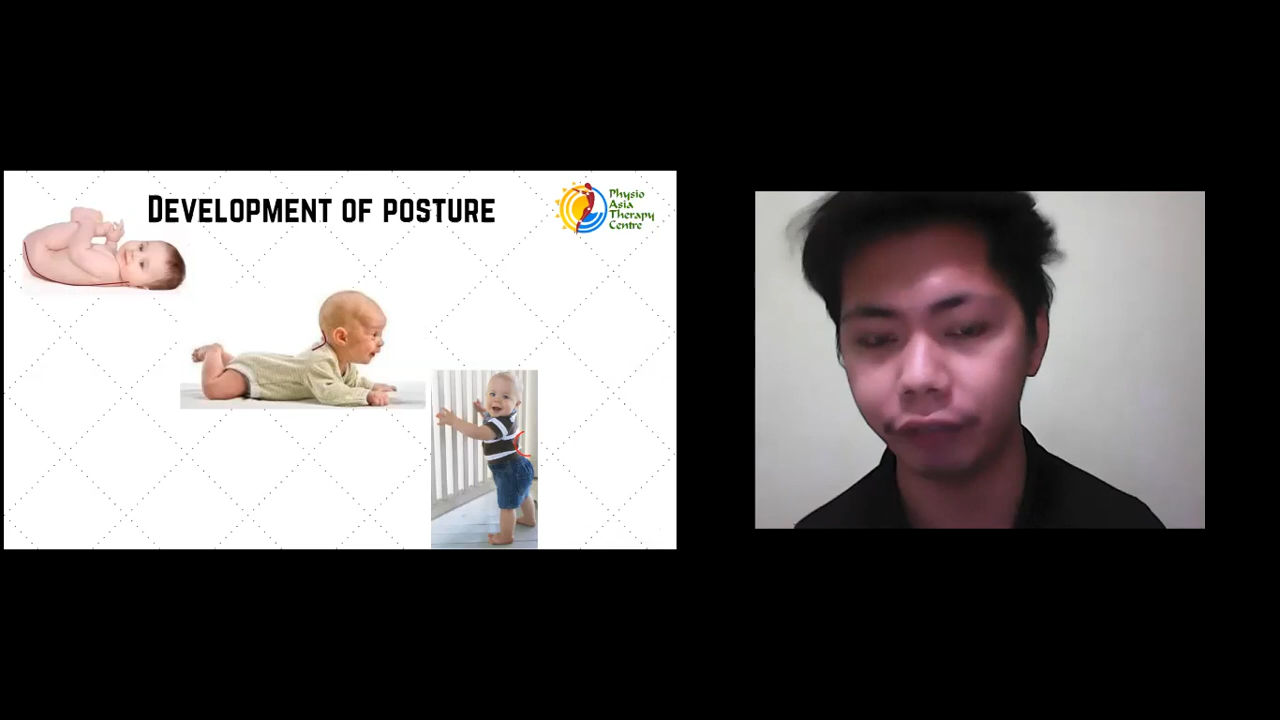 Development of posture
Physio
Asia
Therapy
Centre